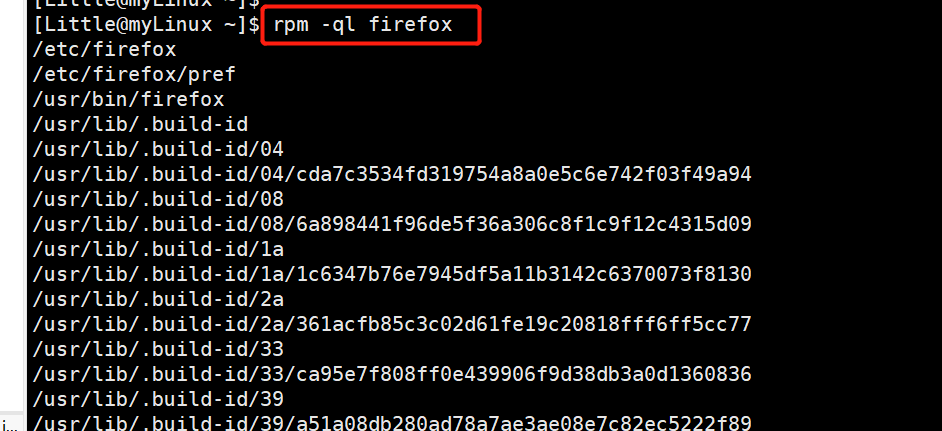 [Little@myLinux ~]$
[Little@myLinux ~]$ rpm -ql firefox
/etc/firefox
/etc/firefox/pref
/usr/bin/firefox
/usr/lib/.build-id
/usr/lib/.build-id/04
/usr/lib/.build-id/04/cda7c3534fd319754a8a0e5c6e742f03f49a94
/usr/lib/.build-id/08
/usr/lib/.build-id/08/6a898441f96de5f36a306c8f1c9f12c4315d09
/usr/lib/.build-id/1a
/usr/lib/.build-id/1a/1c6347b76e7945df5a11b3142c6370073f8130
/usr/lib/.build-id/2a
/usr/lib/.build-id/2a/361acfb85c3c02d61fe19c20818fff6ff5cc77
/usr/lib/.build-id/33
/usr/lib/.build-id/33/ca95e7f808ff0e439906f9d38db3a0d1360836
/usr/lib/.build-id/39
/usr/lib/.build-id/39/a51a08db280ad78a7ae3ae08e7c82ec5222f89
i...